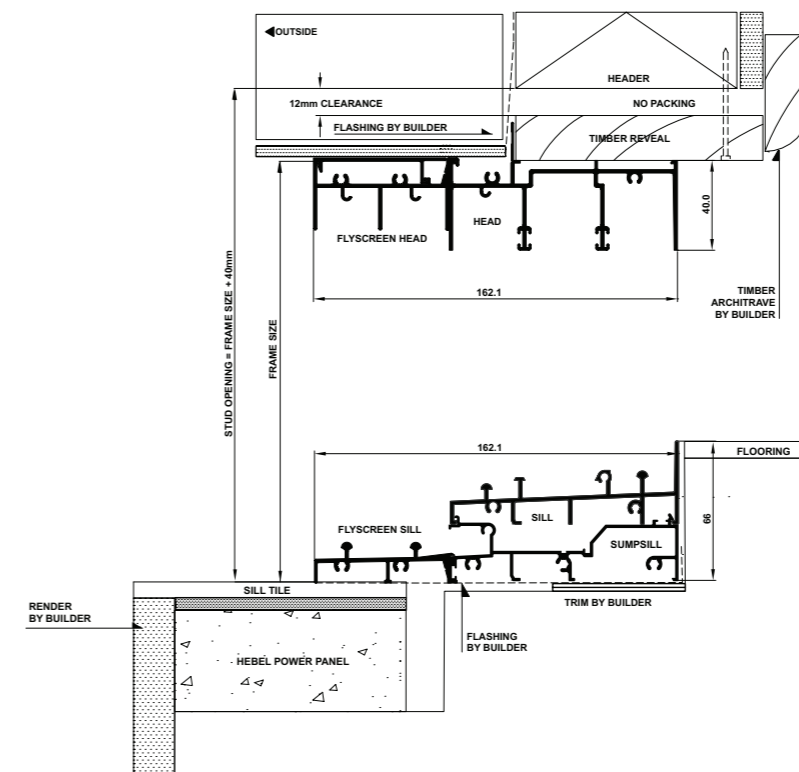 OUTSIDE
HEADER
12mm CLEARANCE
NO PACKING
FLASHING BY BUILDER
TIMBER REVEAL
40.0
HEAD
FLYSCREEN HEAD
162.1
TIMBER
ARCHITRAVE
BY BUILDER
STUD OPENING = FRAME SIZE + 40mm
FRAME SIZE
162.1
FLOORING
66
SILL
FLYSCREEN SILL
SUMPSILL
SILL TILE
TRIM BY BUILDER
RENDER
BY BUILDER
FLASHING
BY BUILDER
HEBEL POWER PANEL